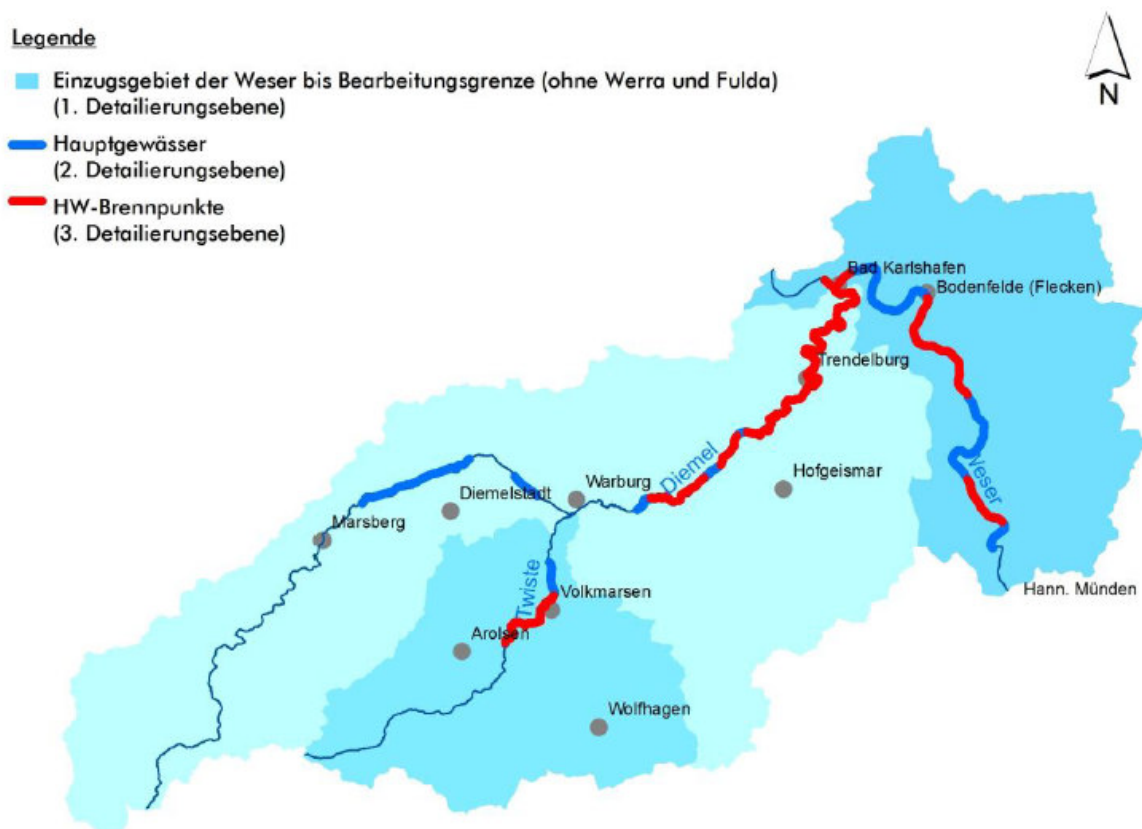 Legende
Einzugsgebiet der Weser bis Bearbeitungsgrenze (ohne Werra und Fulda)
(1. Detailierungsebene)
Hauptgewässer
(2. Detailierungsebene)
HW-Brennpunkte
(3. Detailierungsebene)
N
Bad Karlshafen
Bodenfelde (Flecken)
Trendelburg
Diemel
Weser
Hofgeismar
Warburg
Diemelstadt
Marsberg
Hann. Münden
Twiste
Volkmarsen
Arolsen
Wolfhagen